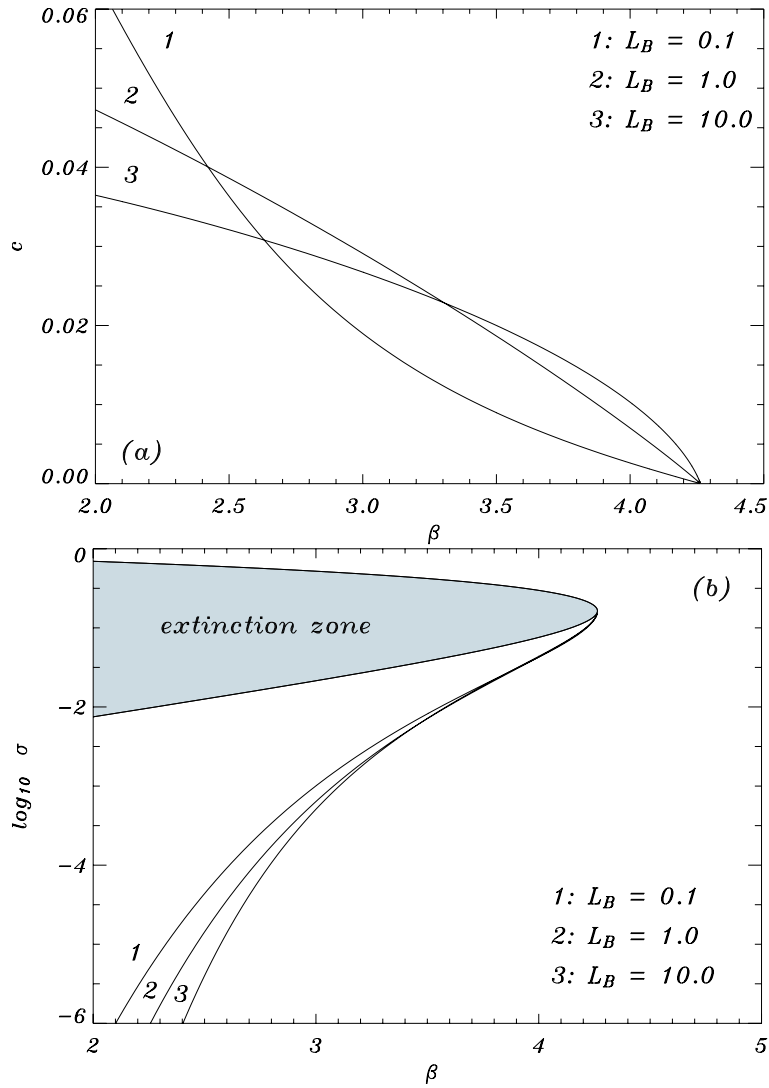 0.06
1
1: L_B = 0.1
2
2: L_B = 1.0
3: L_B = 10.0
0.04
3
c
0.02
(a)
0.00
2.0 2.5 3.0 3.5 4.0 4.5
β
0
(b)
extinction zone
−2
log₁₀ σ
−4
1: L_B = 0.1
1
2: L_B = 1.0
2 3
3: L_B = 10.0
−6
2 3 4 5
β